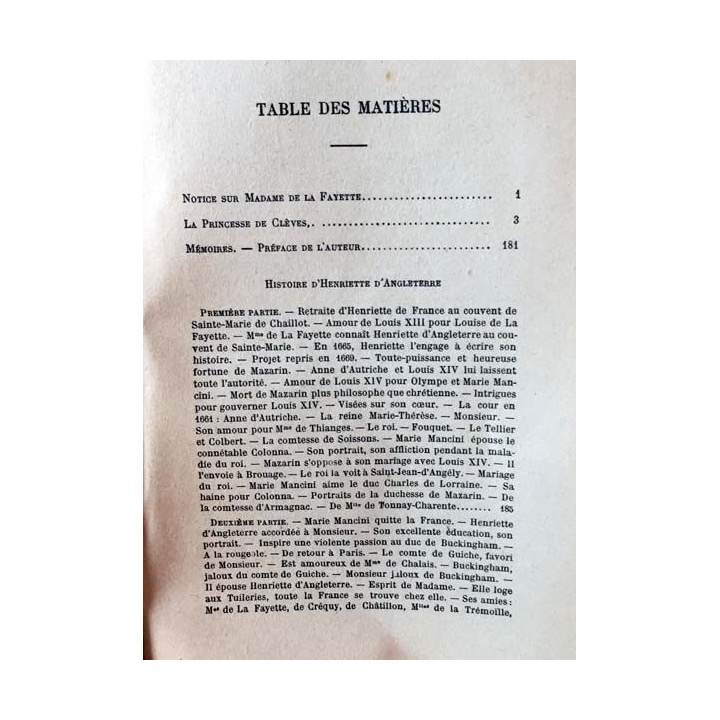 TABLE DES MATIÈRES
NOTICE SUR MADAME DE LA FAYETTE........................ 1
LA PRINCESSE DE CLÈVES,. ............................... 3
MÉMOIRES. — PRÉFACE DE L'AUTEUR....................... 181
HISTOIRE D'HENRIETTE D'ANGLETERRE
PREMIÈRE PARTIE. — Retraite d'Henriette de France au couvent de
Sainte-Marie de Chaillot. — Amour de Louis XIII pour Louise de La
Fayette. — Mme de La Fayette connaît Henriette d'Angleterre au cou-
vent de Sainte-Marie. — En 1665, Henriette l'engage à écrire son
histoire. — Projet repris en 1669. — Toute-puissance et heureuse
fortune de Mazarin. — Anne d'Autriche et Louis XIV lui laissent
toute l'autorité. — Amour de Louis XIV pour Olympe et Marie Man-
cini. — Mort de Mazarin plus philosophe que chrétienne. — Intrigues
pour gouverner Louis XIV. — Visées sur son cœur. — La cour en
1661 : Anne d'Autriche. — La reine Marie-Thérèse. — Monsieur. —
Son amour pour Mme de Thianges. — Le roi. — Fouquet. — Le Tellier
et Colbert. — La comtesse de Soissons. — Marie Mancini épouse le
connétable Colonna. — Son portrait, son affliction pendant la mala-
die du roi. — Mazarin s'oppose à son mariage avec Louis XIV. — Il
l'envoie à Brouage. — Le roi la voit à Saint-Jean-d'Angély. — Mariage
du roi. — Marie Mancini aime le duc Charles de Lorraine. — Sa
haine pour Colonna. — Portraits de la duchesse de Mazarin. — De
la comtesse d'Armagnac. — De Mlle de Tonnay-Charente........ 185
DEUXIÈME PARTIE. — Marie Mancini quitte la France. — Henriette
d'Angleterre accordée à Monsieur. — Son excellente éducation, son
portrait. — Inspire une violente passion au duc de Buckingham. —
A la rougeole. — De retour à Paris. — Le comte de Guiche, favori
de Monsieur. — Est amoureux de Mme de Chalais. — Buckingham,
jaloux du comte de Guiche. — Monsieur jaloux de Buckingham. —
Il épouse Henriette d'Angleterre. — Esprit de Madame. — Elle loge
aux Tuileries, toute la France se trouve chez elle. — Ses amies :
Mmes de La Fayette, de Créquy, de Châtillon, Mlles de la Trémoïlle,